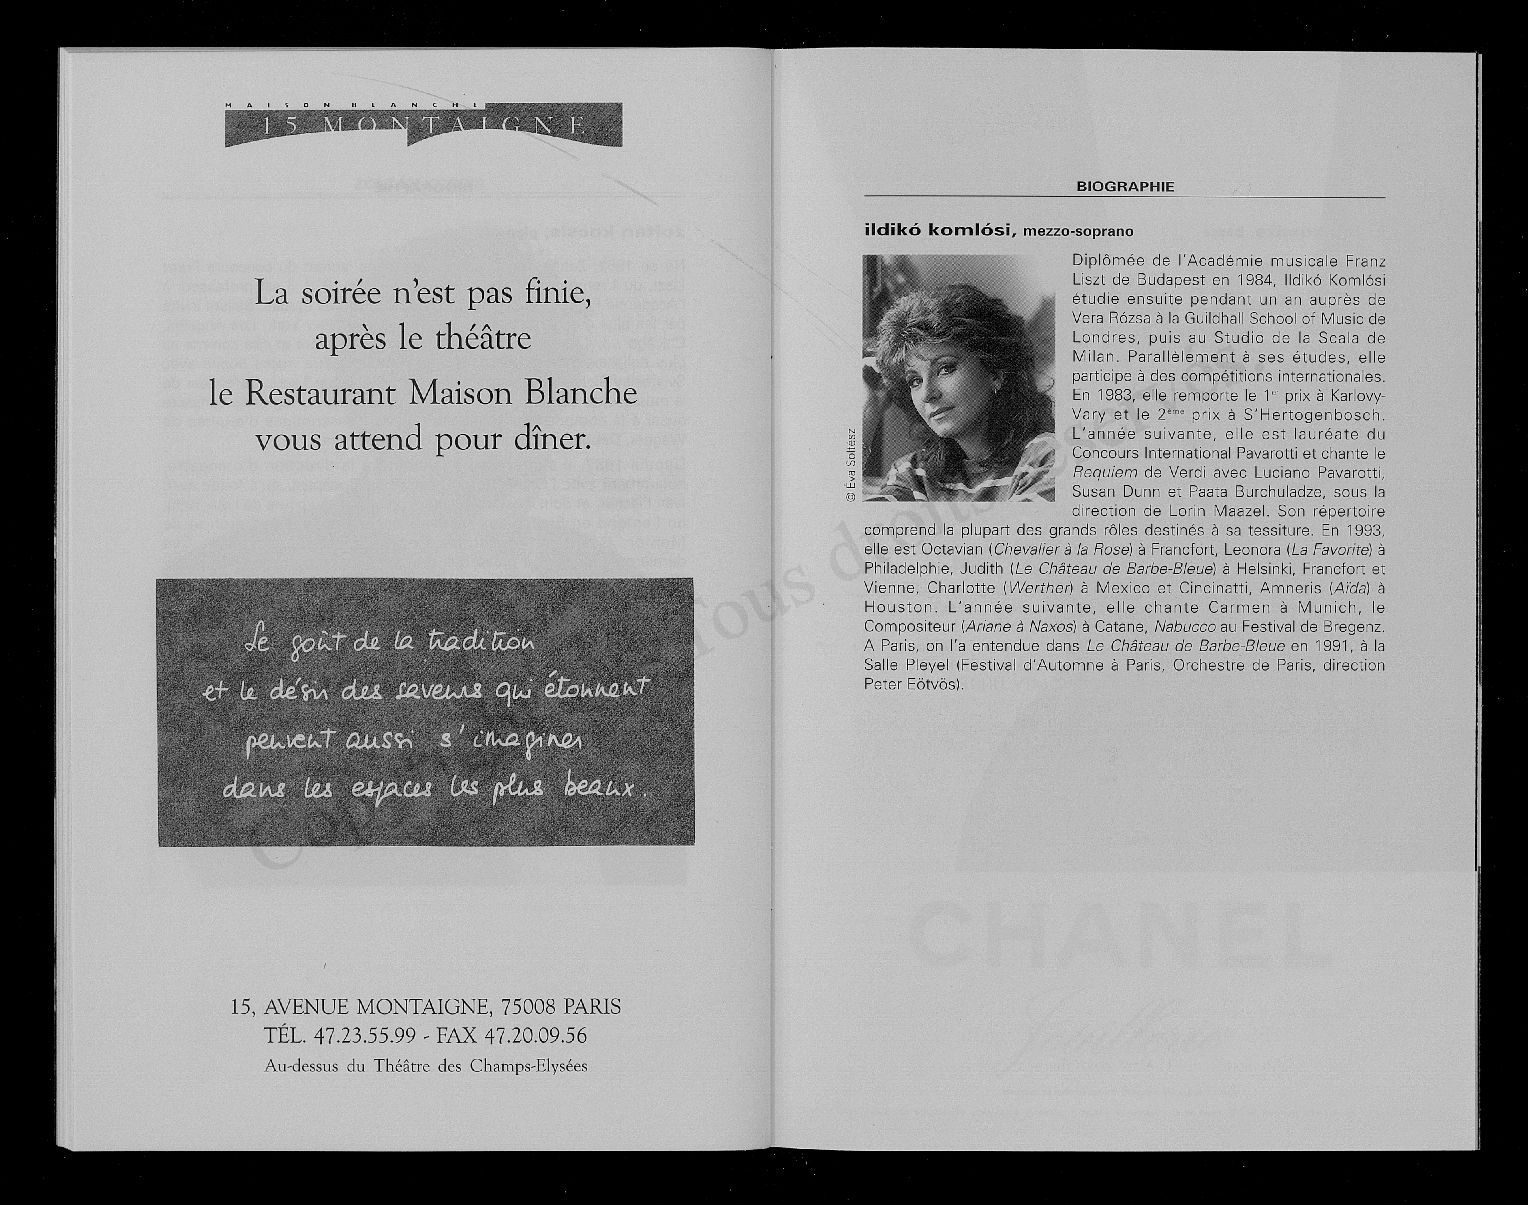 MAISON BLANCHE
15 MONTAIGNE
La soirée n'est pas finie,
après le théâtre
le Restaurant Maison Blanche
vous attend pour dîner.
Le goût de la tradition
et le désir des saveurs qui étonnent
peuvent aussi s'imaginer
dans les espaces les plus beaux.
15, AVENUE MONTAIGNE, 75008 PARIS
TÉL. 47.23.55.99 - FAX 47.20.09.56
Au-dessus du Théâtre des Champs-Elysées
BIOGRAPHIE
ildikó komlósi, mezzo-soprano
© Éva Soltész
Diplômée de l'Académie musicale Franz
Liszt de Budapest en 1984, Ildikó Komlósi
étudie ensuite pendant un an auprès de
Vera Rózsa à la Guildhall School of Music de
Londres, puis au Studio de la Scala de
Milan. Parallèlement à ses études, elle
participe à des compétitions internationales.
En 1983, elle remporte le 1er prix à Karlovy-
Vary et le 2ème prix à S'Hertogenbosch.
L'année suivante, elle est lauréate du
Concours International Pavarotti et chante le
Requiem de Verdi avec Luciano Pavarotti,
Susan Dunn et Paata Burchuladze, sous la
direction de Lorin Maazel. Son répertoire
comprend la plupart des grands rôles destinés à sa tessiture. En 1993,
elle est Octavian (Chevalier à la Rose) à Francfort, Leonora (La Favorite) à
Philadelphie, Judith (Le Château de Barbe-Bleue) à Helsinki, Francfort et
Vienne, Charlotte (Werther) à Mexico et Cincinatti, Amneris (Aïda) à
Houston. L'année suivante, elle chante Carmen à Munich, le
Compositeur (Ariane à Naxos) à Catane, Nabucco au Festival de Bregenz.
A Paris, on l'a entendue dans Le Château de Barbe-Bleue en 1991, à la
Salle Pleyel (Festival d'Automne à Paris, Orchestre de Paris, direction
Peter Eötvös).
CHANEL